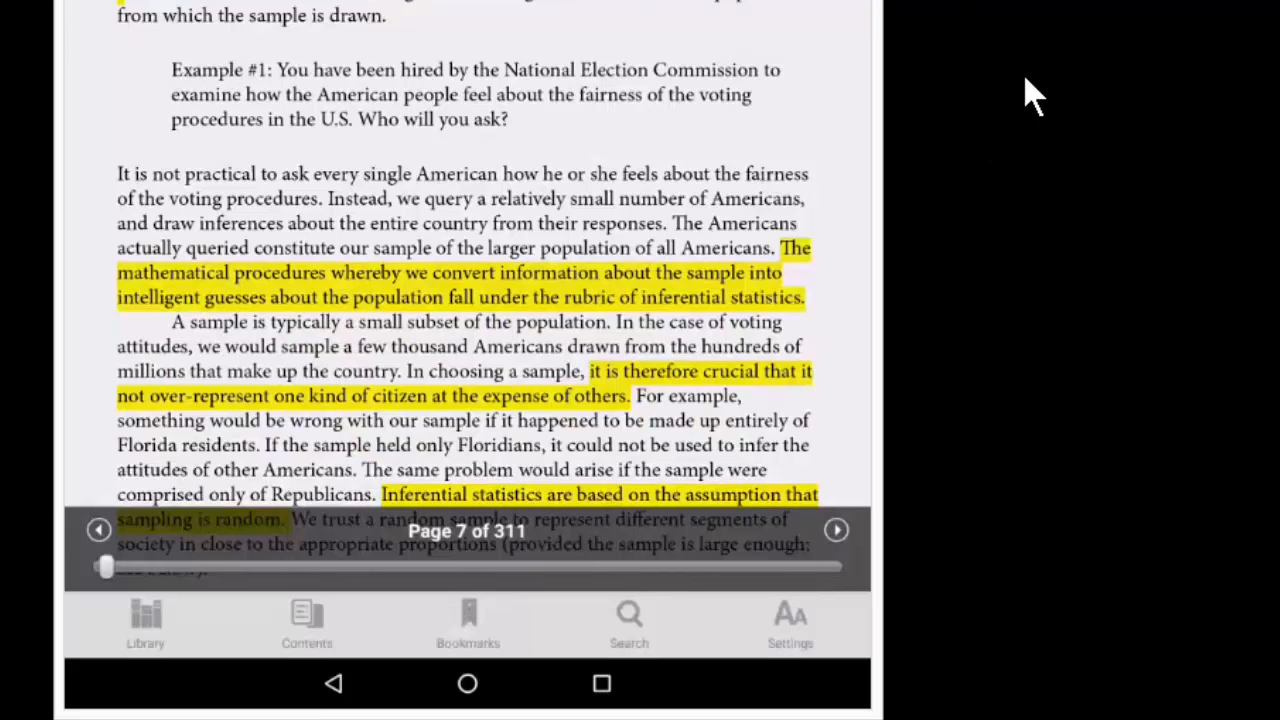 from which the sample is drawn.
Example #1: You have been hired by the National Election Commission to
examine how the American people feel about the fairness of the voting
procedures in the U.S. Who will you ask?
It is not practical to ask every single American how he or she feels about the fairness
of the voting procedures. Instead, we query a relatively small number of Americans,
and draw inferences about the entire country from their responses. The Americans
actually queried constitute our sample of the larger population of all Americans. The
mathematical procedures whereby we convert information about the sample into
intelligent guesses about the population fall under the rubric of inferential statistics.
A sample is typically a small subset of the population. In the case of voting
attitudes, we would sample a few thousand Americans drawn from the hundreds of
millions that make up the country. In choosing a sample, it is therefore crucial that it
not over-represent one kind of citizen at the expense of others. For example,
something would be wrong with our sample if it happened to be made up entirely of
Florida residents. If the sample held only Floridians, it could not be used to infer the
attitudes of other Americans. The same problem would arise if the sample were
comprised only of Republicans. Inferential statistics are based on the assumption that
sampling is random. We trust a random sample to represent different segments of
Page 7 of 311
society in close to the appropriate proportions (provided the sample is large enough;
Library Contents Bookmarks Search Settings